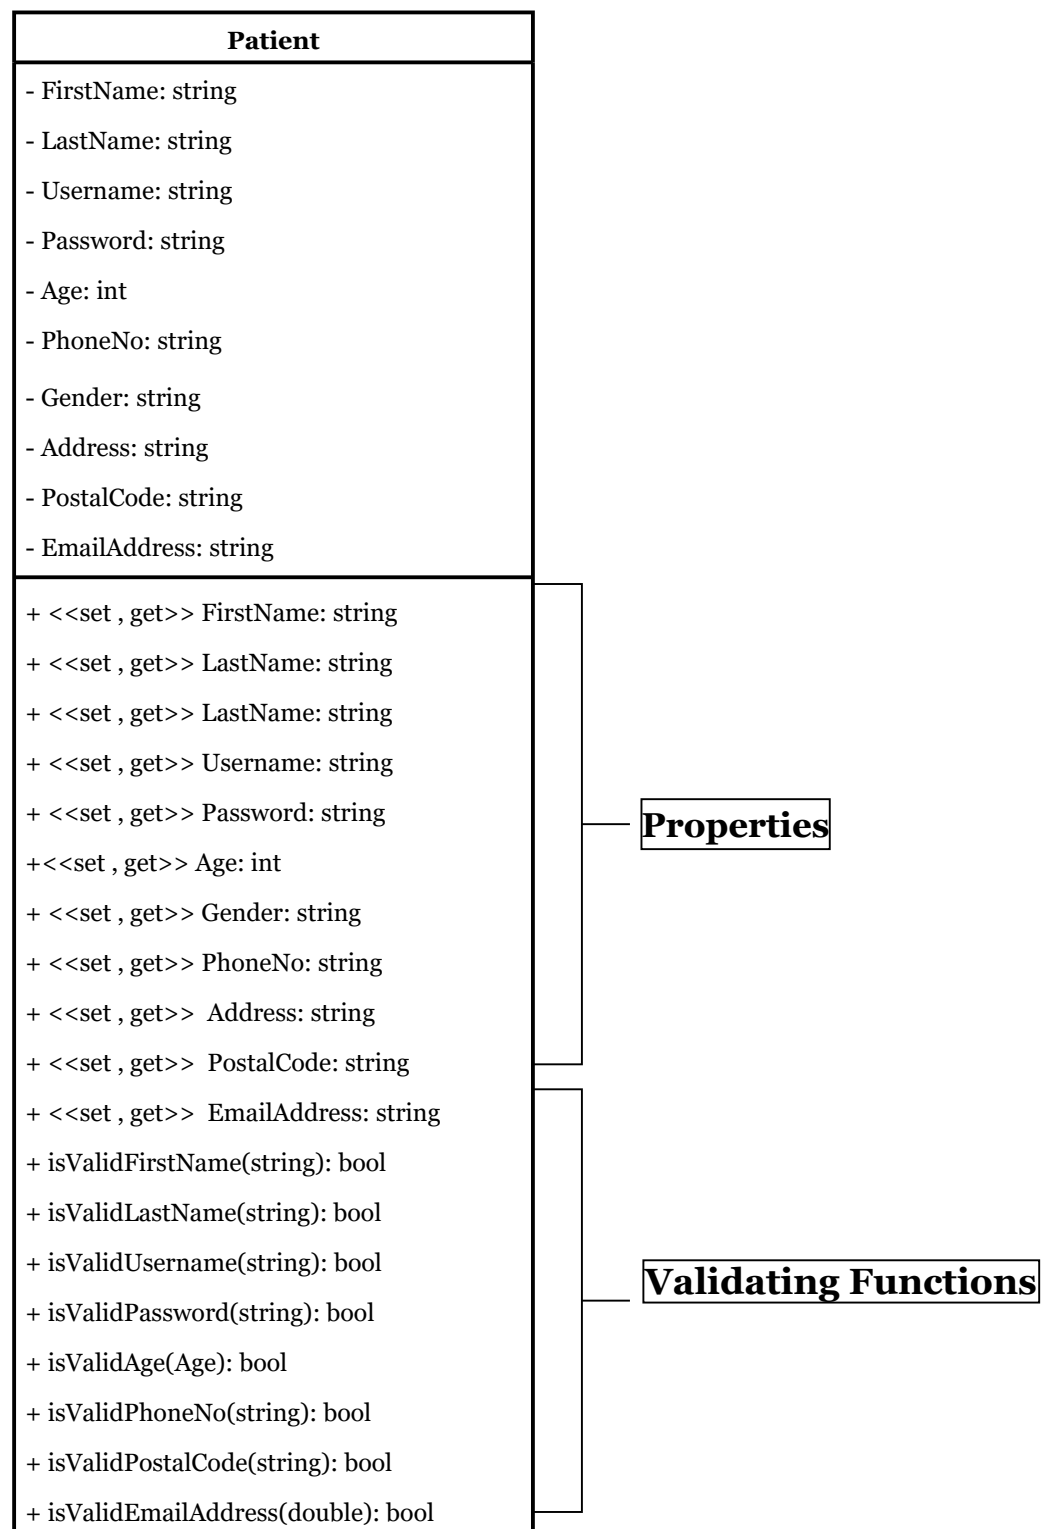 Patient
- FirstName: string
- LastName: string
- Username: string
- Password: string
- Age: int
- PhoneNo: string
- Gender: string
- Address: string
- PostalCode: string
- EmailAddress: string
+ <<set , get>> FirstName: string
+ <<set , get>> LastName: string
+ <<set , get>> LastName: string
+ <<set , get>> Username: string
+ <<set , get>> Password: string
+<<set , get>> Age: int
+ <<set , get>> Gender: string
+ <<set , get>> PhoneNo: string
+ <<set , get>>  Address: string
+ <<set , get>>  PostalCode: string
+ <<set , get>>  EmailAddress: string
+ isValidFirstName(string): bool
+ isValidLastName(string): bool
+ isValidUsername(string): bool
+ isValidPassword(string): bool
+ isValidAge(Age): bool
+ isValidPhoneNo(string): bool
+ isValidPostalCode(string): bool
+ isValidEmailAddress(double): bool
Properties
Validating Functions